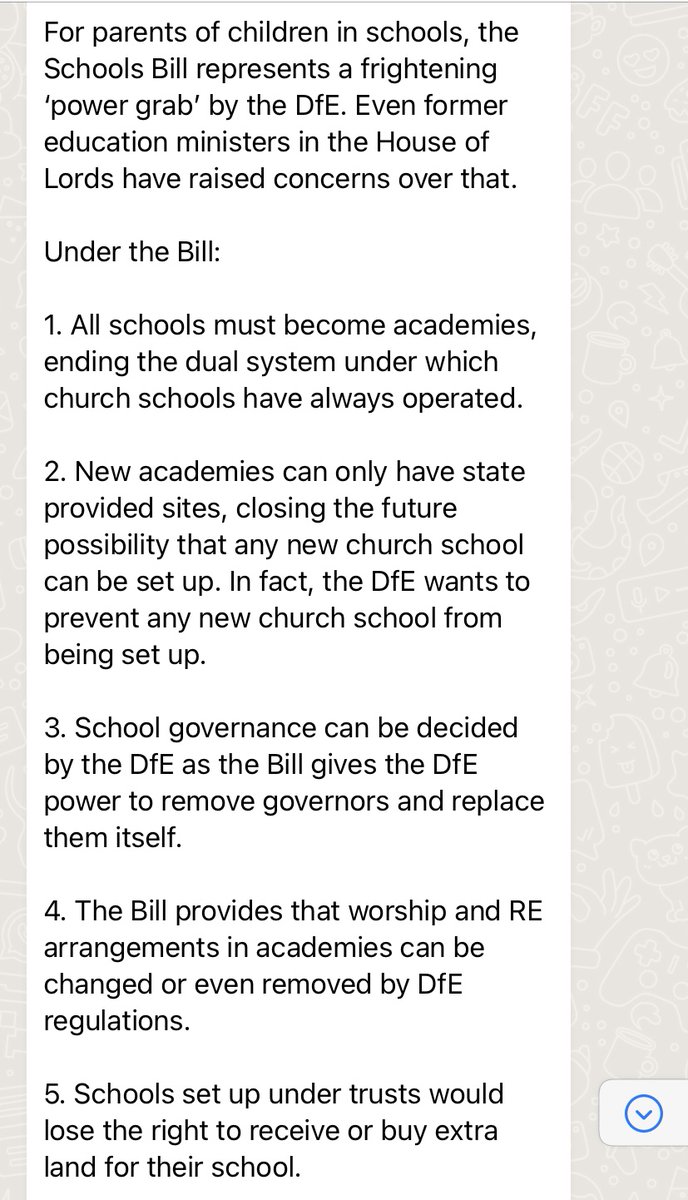 For parents of children in schools, the
Schools Bill represents a frightening
‘power grab’ by the DfE. Even former
education ministers in the House of
Lords have raised concerns over that.
Under the Bill:
1. All schools must become academies,
ending the dual system under which
church schools have always operated.
2. New academies can only have state
provided sites, closing the future
possibility that any new church school
can be set up. In fact, the DfE wants to
prevent any new church school from
being set up.
3. School governance can be decided
by the DfE as the Bill gives the DfE
power to remove governors and replace
them itself.
4. The Bill provides that worship and RE
arrangements in academies can be
changed or even removed by DfE
regulations.
5. Schools set up under trusts would
lose the right to receive or buy extra
land for their school.